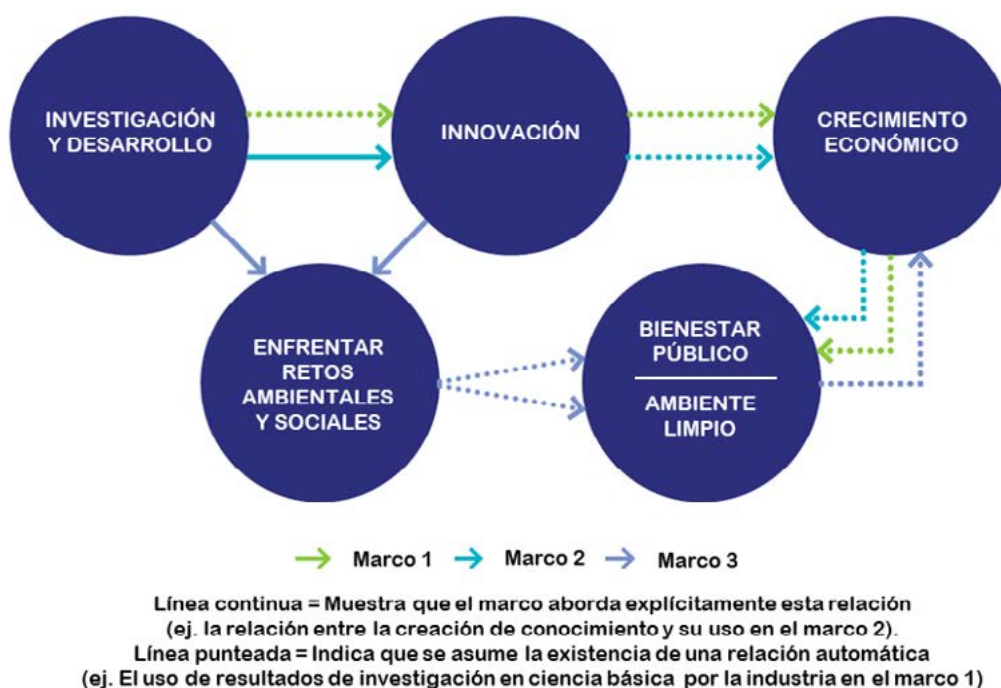 INVESTIGACIÓN
Y DESARROLLO
INNOVACIÓN
CRECIMIENTO
ECONÓMICO
ENFRENTAR
RETOS
AMBIENTALES
Y SOCIALES
BIENESTAR
PÚBLICO
AMBIENTE
LIMPIO
Marco 1 Marco 2 Marco 3
Línea continua = Muestra que el marco aborda explícitamente esta relación
(ej. la relación entre la creación de conocimiento y su uso en el marco 2).
Línea punteada = Indica que se asume la existencia de una relación automática
(ej. El uso de resultados de investigación en ciencia básica por la industria en el marco 1)